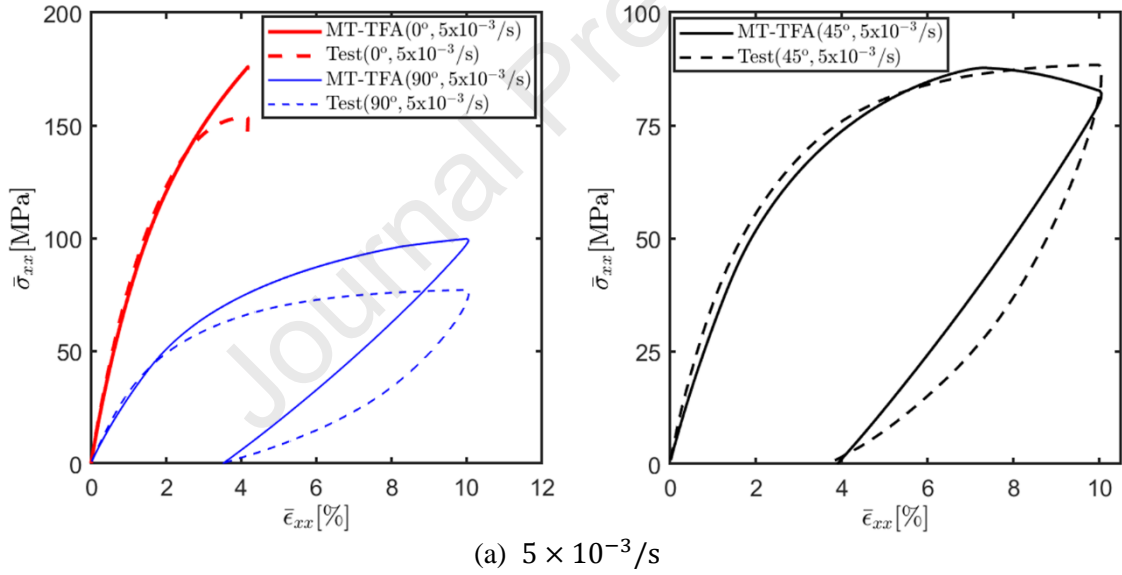 200
150
100
50
0
0
2
4
6
8
10
12
σ̄xx[MPa]
ϵ̄xx[%]
MT-TFA(0°, 5x10⁻³/s)
Test(0°, 5x10⁻³/s)
MT-TFA(90°, 5x10⁻³/s)
Test(90°, 5x10⁻³/s)
100
75
50
25
0
0
2
4
6
8
10
σ̄xx[MPa]
ϵ̄xx[%]
MT-TFA(45°, 5x10⁻³/s)
Test(45°, 5x10⁻³/s)
Journal Pre
(a) 5 × 10⁻³/s